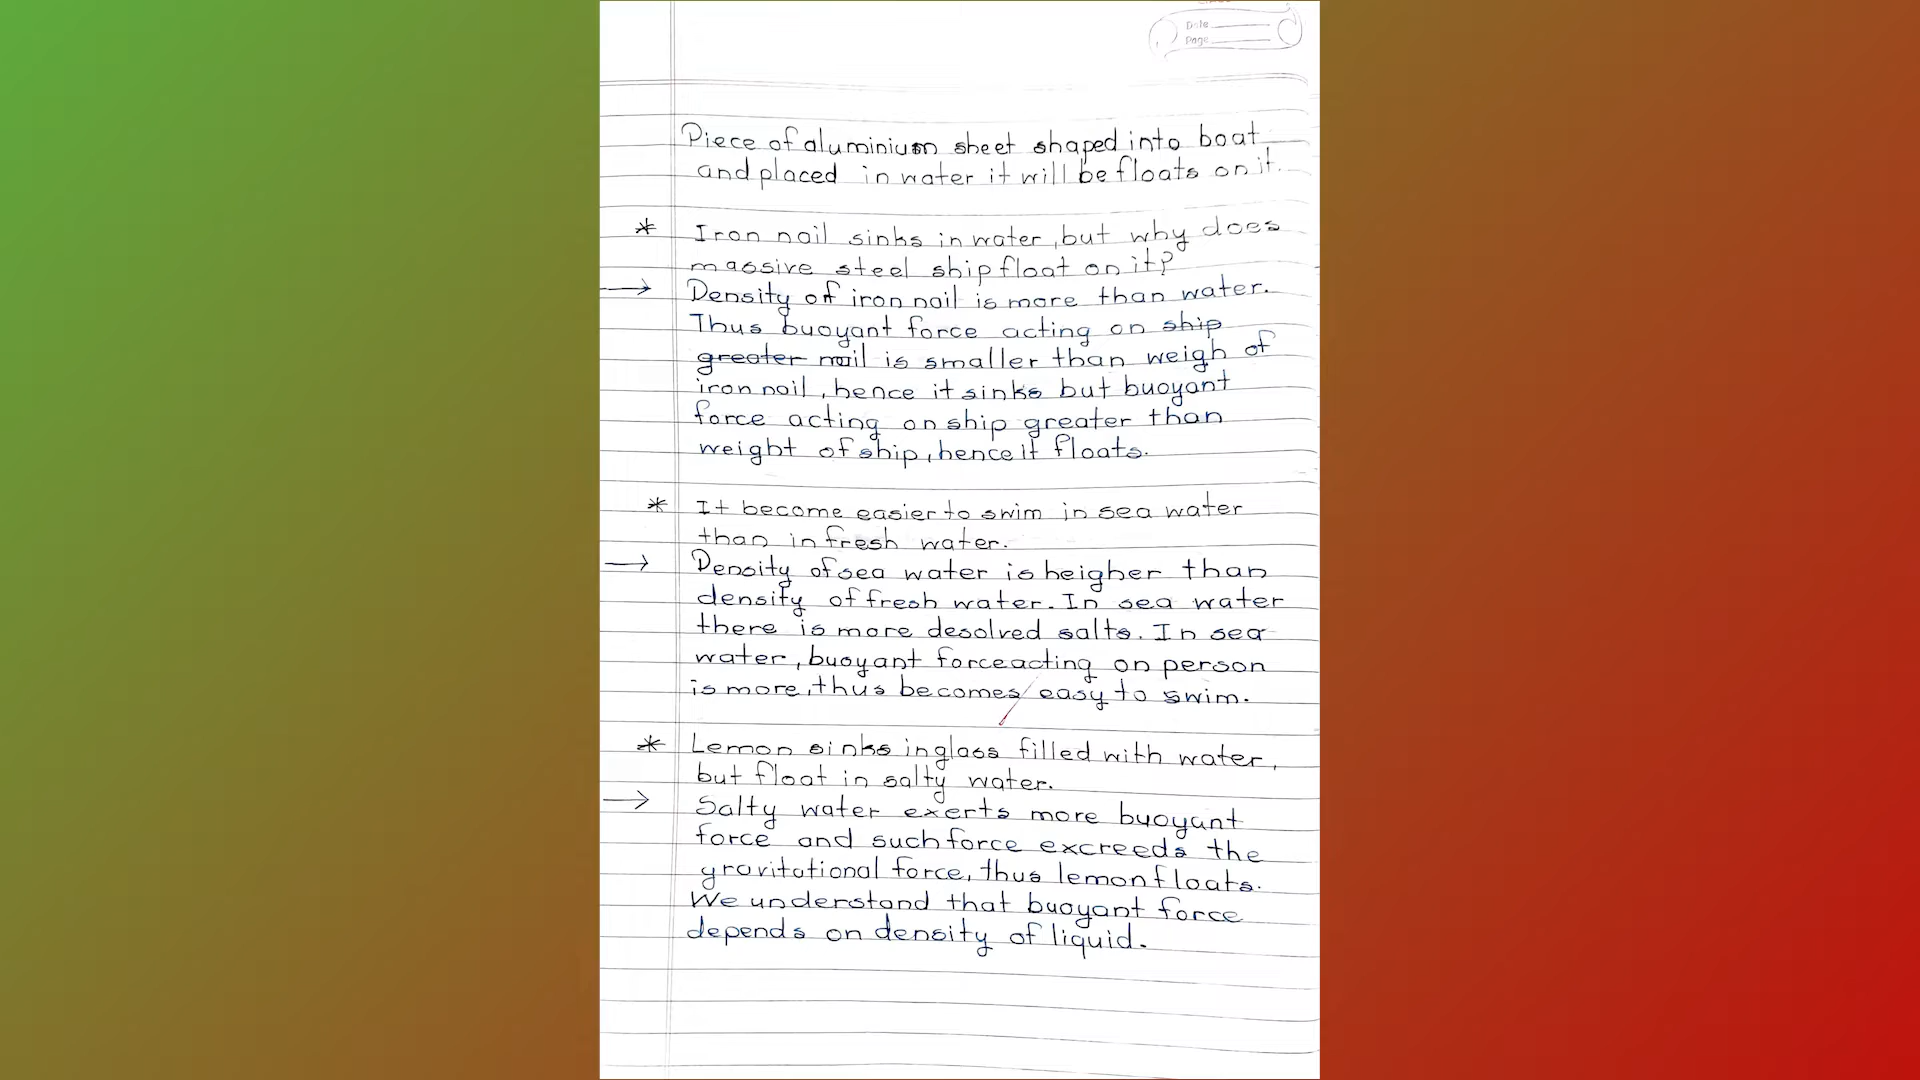 Date
Page
Piece of aluminium sheet shaped into boat
and placed in water it will be floats on it.
* Iron nail sinks in water, but why does
massive steel ship float on it?
→ Density of iron nail is more than water.
Thus buoyant force acting on ship
greater nail is smaller than weigh of
iron nail, hence it sinks but buoyant
force acting on ship greater than
weight of ship, hence it floats.
* It become easier to swim in sea water
than in fresh water.
→ Density of sea water is heigher than
density of fresh water. In sea water
there is more desolved salts. In sea
water, buoyant force acting on person
is more, thus becomes easy to swim.
* Lemon sinks in glass filled with water,
but float in salty water.
→ Salty water exerts more buoyant
force and such force excreeds the
gravitational force, thus lemon floats.
We understand that buoyant force
depends on density of liquid.